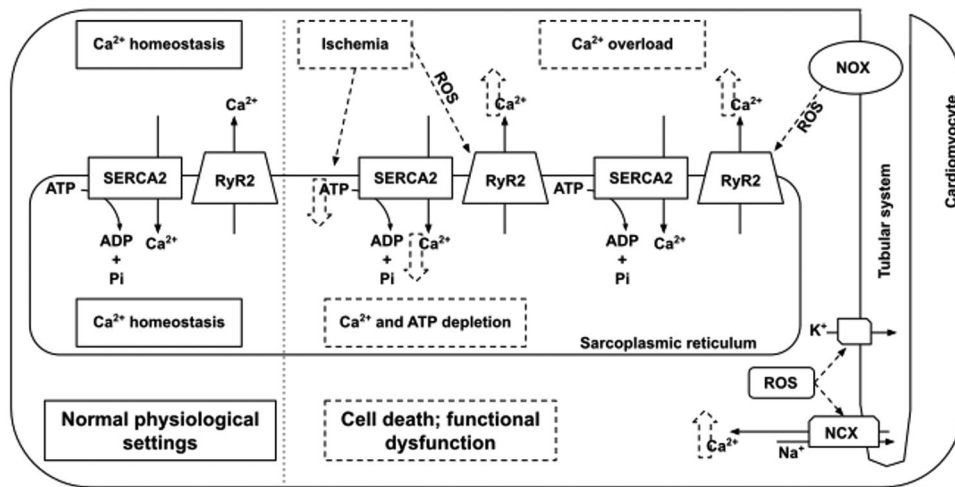 Ca²⁺ homeostasis
Ischemia
Ca²⁺ overload
NOX
ROS
ROS
Ca²⁺
Ca²⁺
Ca²⁺
ATP
SERCA2
RyR2
ATP
SERCA2
RyR2
ATP
SERCA2
RyR2
ADP
+
Pi
Ca²⁺
ADP
+
Pi
Ca²⁺
ADP
+
Pi
Ca²⁺
Ca²⁺ homeostasis
Ca²⁺ and ATP depletion
Sarcoplasmic reticulum
Tubular system
Cardiomyocyte
K⁺
ROS
Normal physiological
settings
Cell death; functional
dysfunction
Ca²⁺
Na⁺
NCX